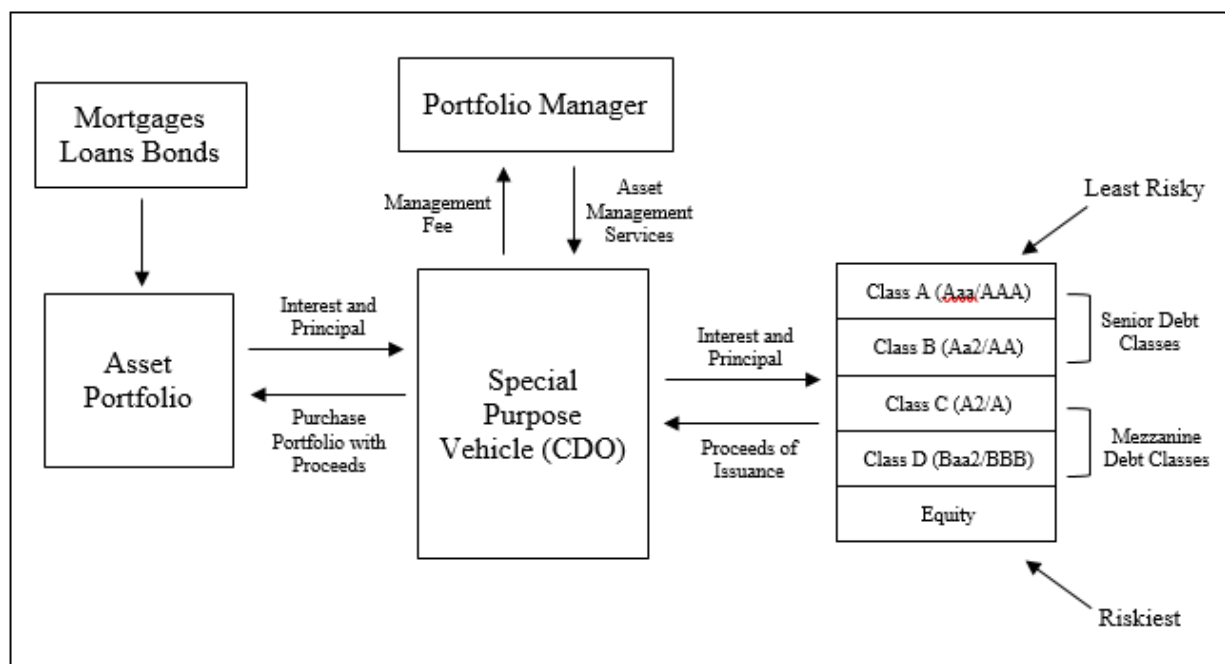 Mortgages
Loans Bonds
Portfolio Manager
Management
Fee
Asset
Management
Services
Least Risky
Asset
Portfolio
Interest and
Principal
Purchase
Portfolio with
Proceeds
Special
Purpose
Vehicle (CDO)
Interest and
Principal
Proceeds of
Issuance
Class A (Aaa/AAA)
Class B (Aa2/AA)
Class C (A2/A)
Class D (Baa2/BBB)
Equity
Senior Debt
Classes
Mezzanine
Debt Classes
Riskiest